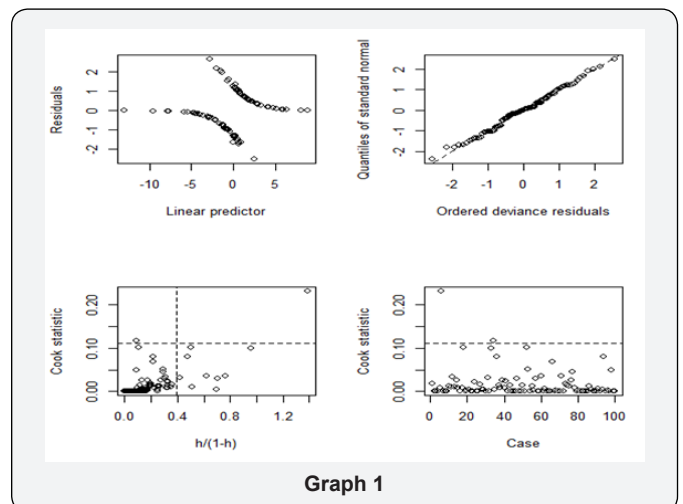 Residuals
2
1
0
-1
-2
-10 -5 0 5
Linear predictor
Quantiles of standard normal
2
1
0
-1
-2
-2 -1 0 1 2
Ordered deviance residuals
Cook statistic
0.20
0.10
0.00
0.0 0.4 0.8 1.2
h/(1-h)
Cook statistic
0.20
0.10
0.00
0 20 40 60 80 100
Case
Graph 1